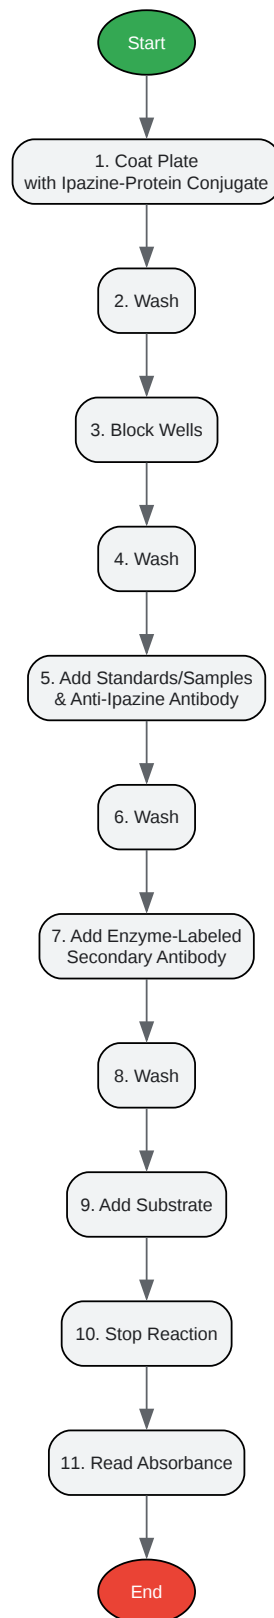 Start
1. Coat Plate
with Ipazine-Protein Conjugate
2. Wash
3. Block Wells
4. Wash
5. Add Standards/Samples
& Anti-Ipazine Antibody
6. Wash
7. Add Enzyme-Labeled
Secondary Antibody
8. Wash
9. Add Substrate
10. Stop Reaction
11. Read Absorbance
End